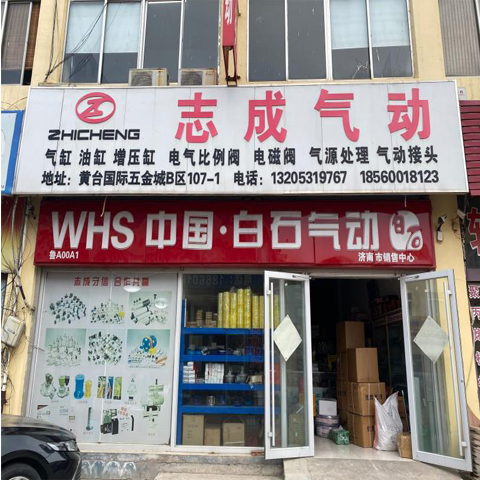 动
志成气动
ZHICHENG
气缸 油缸 增压缸 电气比例阀 电磁阀 气源处理 气动接头
地址：黄台国际五金城B区107-1 电话：13205319767 18560018123
WHS 中国·白石气动
鲁A00A1
济南市销售中心